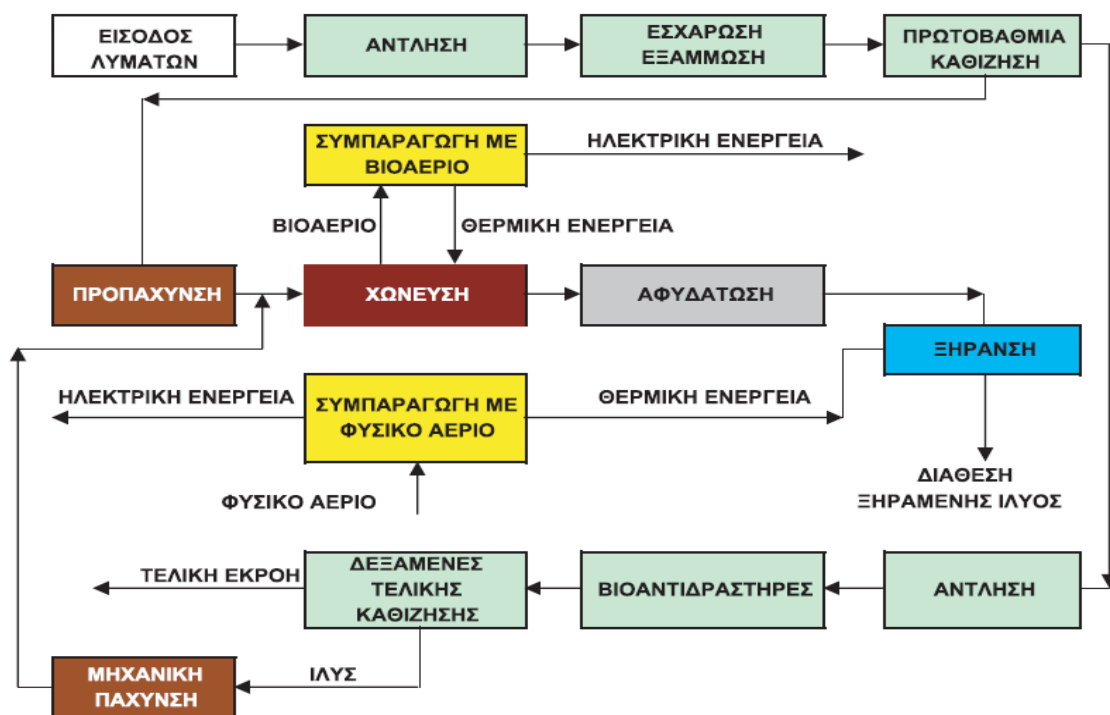 ΕΙΣΟΔΟΣ
ΛΥΜΑΤΩΝ
ΑΝΤΛΗΣΗ
ΕΣΧΑΡΩΣΗ
ΕΞΑΜΜΩΣΗ
ΠΡΩΤΟΒΑΘΜΙΑ
ΚΑΘΙΖΗΣΗ
ΣΥΜΠΑΡΑΓΩΓΗ ΜΕ
ΒΙΟΑΕΡΙΟ
ΗΛΕΚΤΡΙΚΗ ΕΝΕΡΓΕΙΑ
ΒΙΟΑΕΡΙΟ
ΘΕΡΜΙΚΗ ΕΝΕΡΓΕΙΑ
ΠΡΟΠΑΧΥΝΣΗ
ΧΩΝΕΥΣΗ
ΑΦΥΔΑΤΩΣΗ
ΞΗΡΑΝΣΗ
ΗΛΕΚΤΡΙΚΗ ΕΝΕΡΓΕΙΑ
ΣΥΜΠΑΡΑΓΩΓΗ ΜΕ
ΦΥΣΙΚΟ ΑΕΡΙΟ
ΘΕΡΜΙΚΗ ΕΝΕΡΓΕΙΑ
ΦΥΣΙΚΟ ΑΕΡΙΟ
ΔΙΑΘΕΣΗ
ΞΗΡΑΜΕΝΗΣ ΙΛΥΟΣ
ΤΕΛΙΚΗ ΕΚΡΟΗ
ΔΕΞΑΜΕΝΕΣ
ΤΕΛΙΚΗΣ
ΚΑΘΙΖΗΣΗΣ
ΒΙΟΑΝΤΙΔΡΑΣΤΗΡΕΣ
ΑΝΤΛΗΣΗ
ΜΗΧΑΝΙΚΗ
ΠΑΧΥΝΣΗ
ΙΛΥΣ